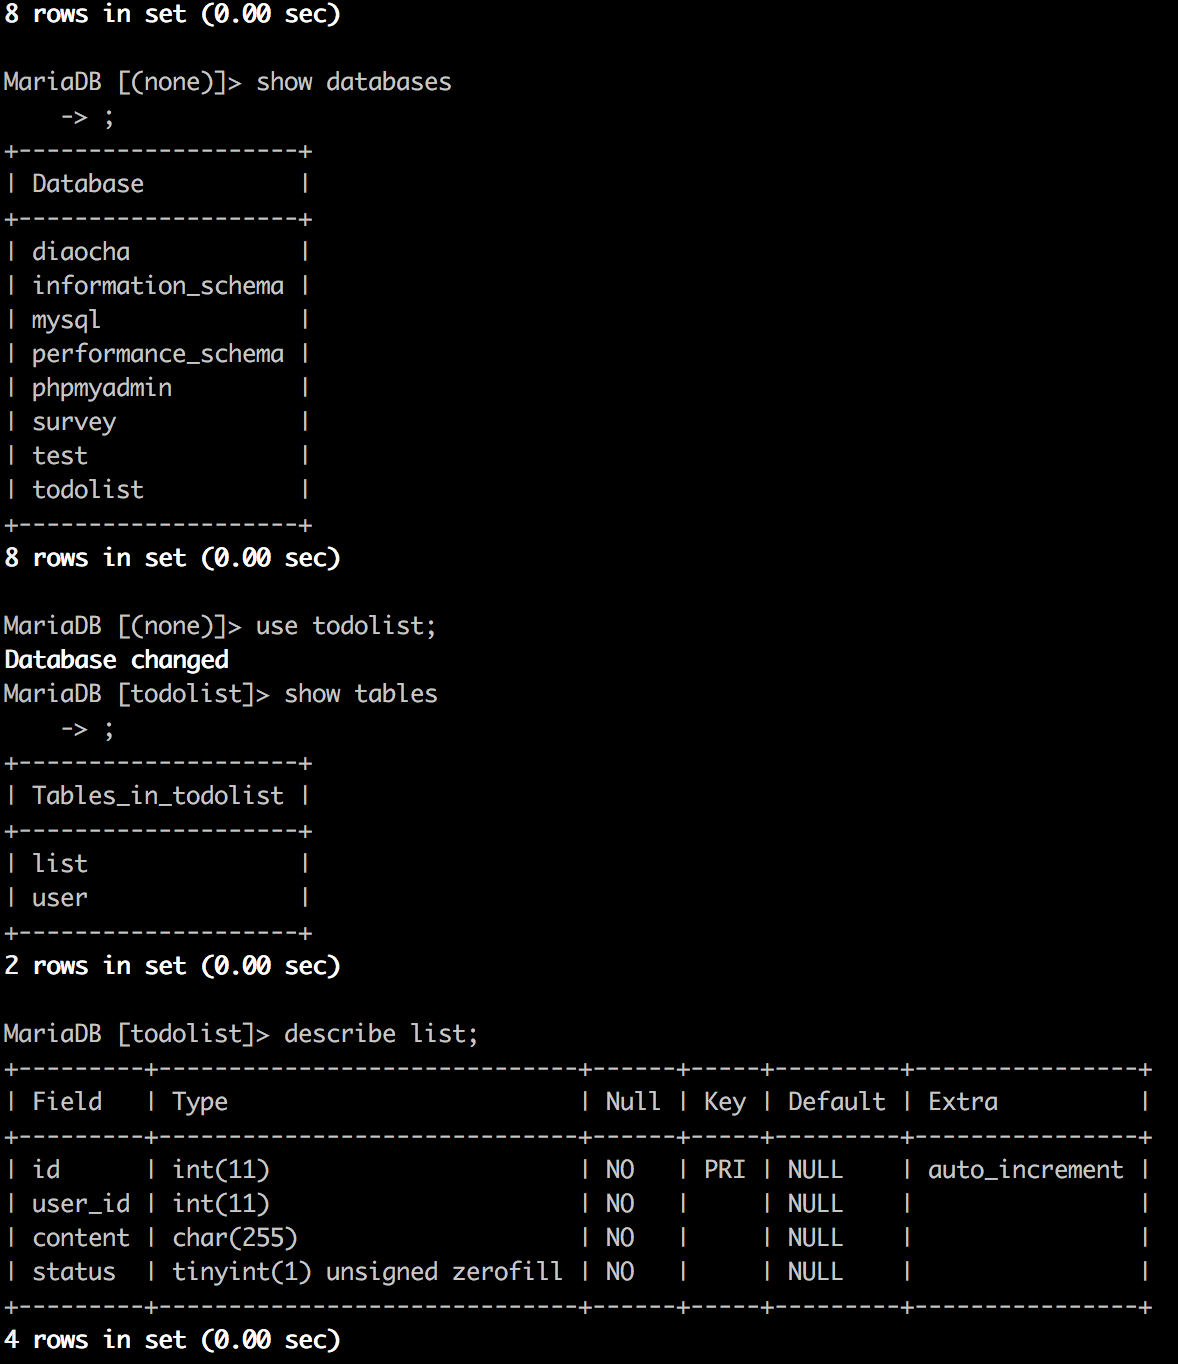 8 rows in set (0.00 sec)

MariaDB [(none)]> show databases
    -> ;
+--------------------+
| Database           |
+--------------------+
| diaocha            |
| information_schema |
| mysql              |
| performance_schema |
| phpmyadmin         |
| survey             |
| test               |
| todolist           |
+--------------------+
8 rows in set (0.00 sec)

MariaDB [(none)]> use todolist;
Database changed
MariaDB [todolist]> show tables
    -> ;
+--------------------+
| Tables_in_todolist |
+--------------------+
| list               |
| user               |
+--------------------+
2 rows in set (0.00 sec)

MariaDB [todolist]> describe list;
+---------+------------------------------+------+-----+---------+----------------+
| Field   | Type                         | Null | Key | Default | Extra          |
+---------+------------------------------+------+-----+---------+----------------+
| id      | int(11)                      | NO   | PRI | NULL    | auto_increment |
| user_id | int(11)                      | NO   |     | NULL    |                |
| content | char(255)                    | NO   |     | NULL    |                |
| status  | tinyint(1) unsigned zerofill | NO   |     | NULL    |                |
+---------+------------------------------+------+-----+---------+----------------+
4 rows in set (0.00 sec)